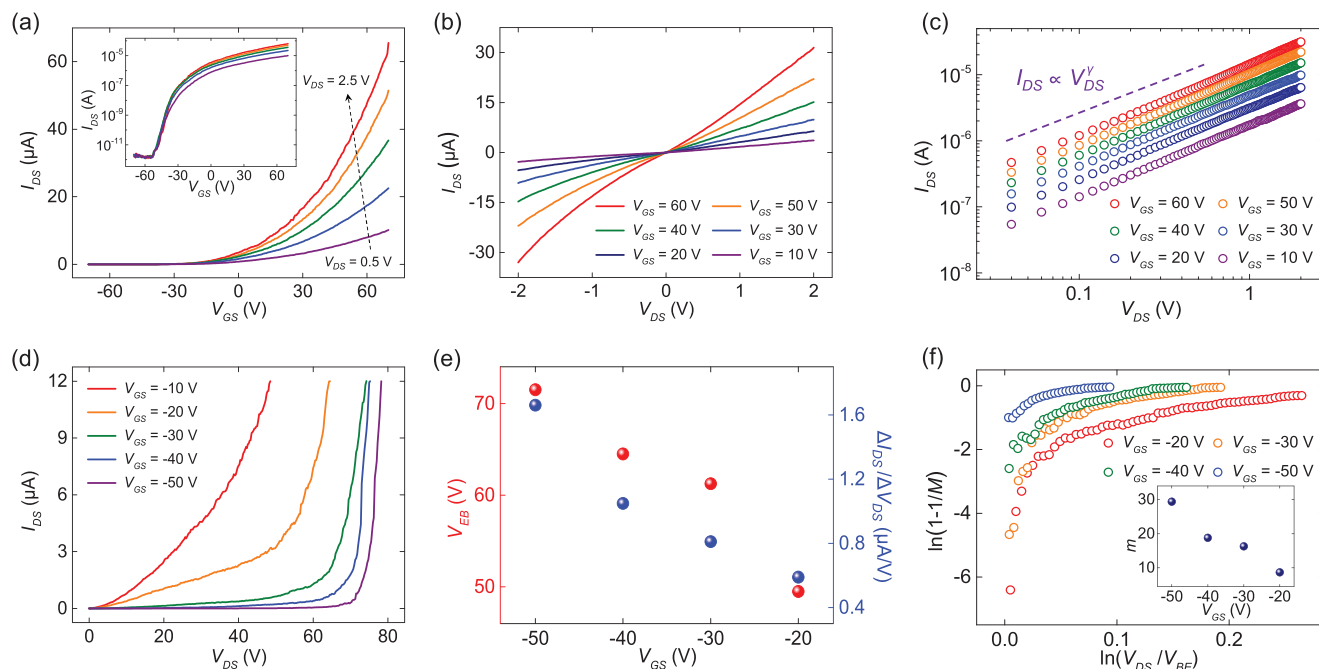 (a)
60
40
20
0
I_DS (µA)
-60
-30
0
30
60
V_GS (V)
10^-5
10^-7
10^-9
10^-11
I_DS (A)
-60 -30 0 30 60
V_GS (V)
V_DS = 2.5 V
V_DS = 0.5 V
(b)
30
15
0
-15
-30
I_DS (µA)
V_GS = 60 V
V_GS = 50 V
V_GS = 40 V
V_GS = 30 V
V_GS = 20 V
V_GS = 10 V
-2
-1
0
1
2
V_DS (V)
(c)
10^-4
10^-5
10^-6
10^-7
10^-8
I_DS (A)
I_DS ∝ V_DS^γ
V_GS = 60 V
V_GS = 50 V
V_GS = 40 V
V_GS = 30 V
V_GS = 20 V
V_GS = 10 V
0.1
1
V_DS (V)
(d)
12
9
6
3
0
I_DS (µA)
V_GS = -10 V
V_GS = -20 V
V_GS = -30 V
V_GS = -40 V
V_GS = -50 V
0
20
40
60
80
V_DS (V)
(e)
70
60
50
V_EB (V)
1.6
1.2
0.8
0.4
ΔI_DS/ΔV_DS (µA/V)
-50
-40
-30
-20
V_GS (V)
(f)
0
-2
-4
-6
ln(1-1/M)
V_GS = -20 V
V_GS = -30 V
V_GS = -40 V
V_GS = -50 V
30
20
10
m
-50 -40 -30 -20
V_GS (V)
0.0
0.1
0.2
ln(V_DS/V_BE)